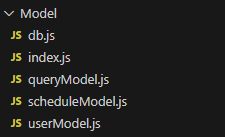 Model
JS db.js
JS index.js
JS queryModel.js
JS scheduleModel.js
JS userModel.js